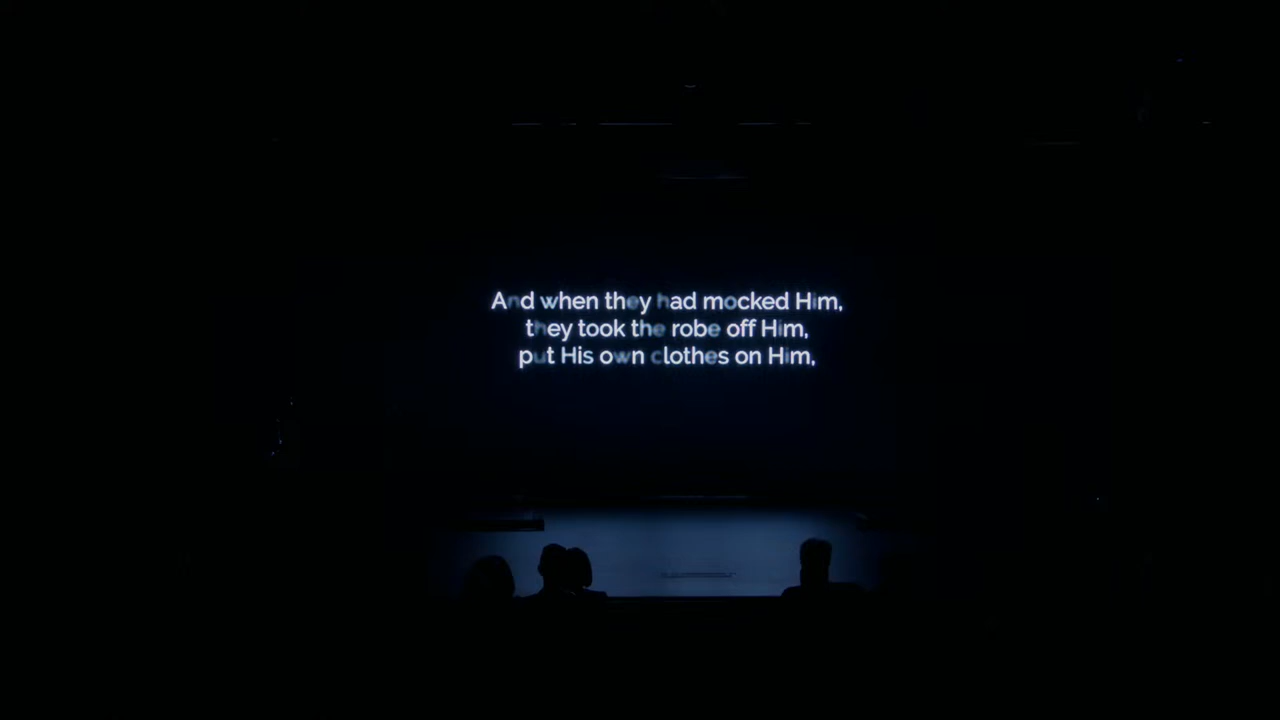 And when they had mocked Him,
they took the robe off Him,
put His own clothes on Him,